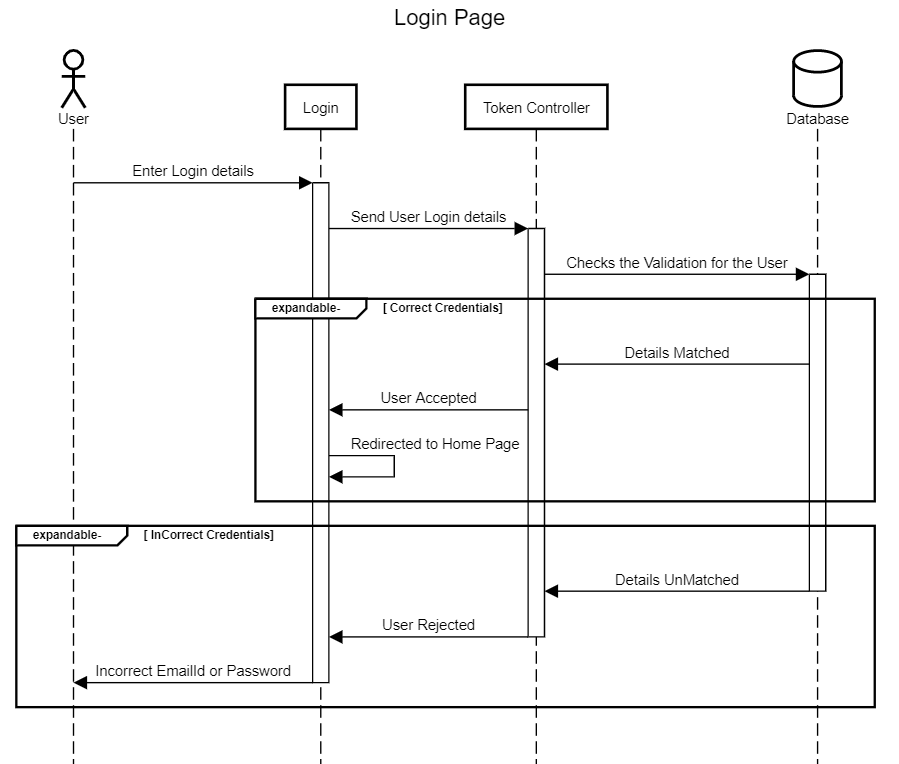 Login Page
User
Login
Token Controller
Database
Enter Login details
Send User Login details
Checks the Validation for the User
expandable-
[ Correct Credentials]
Details Matched
User Accepted
Redirected to Home Page
expandable-
[ InCorrect Credentials]
Details UnMatched
User Rejected
Incorrect EmailId or Password